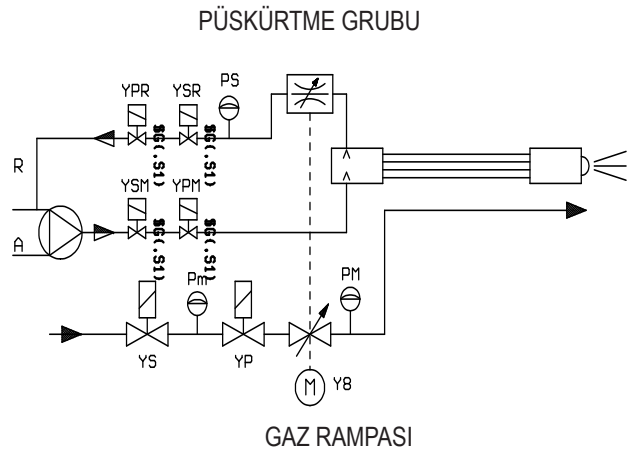 PÜSKÜRTME GRUBU
YPR YSR PS
R
YSM YPM
A
Pm PM
YS YP M Y8
GAZ RAMPASI